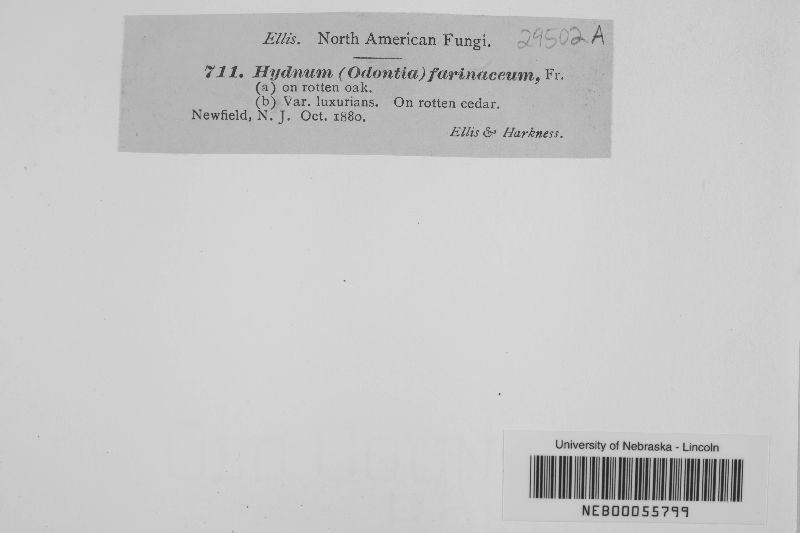 Ellis. North American Fungi. 29502 A
711. Hydnum (Odontia) farinaceum, Fr.
(a) on rotten oak.
(b) Var. luxurians. On rotten cedar.
Newfield, N. J. Oct. 1880.
Ellis & Harkness.
University of Nebraska - Lincoln
NEB00055799